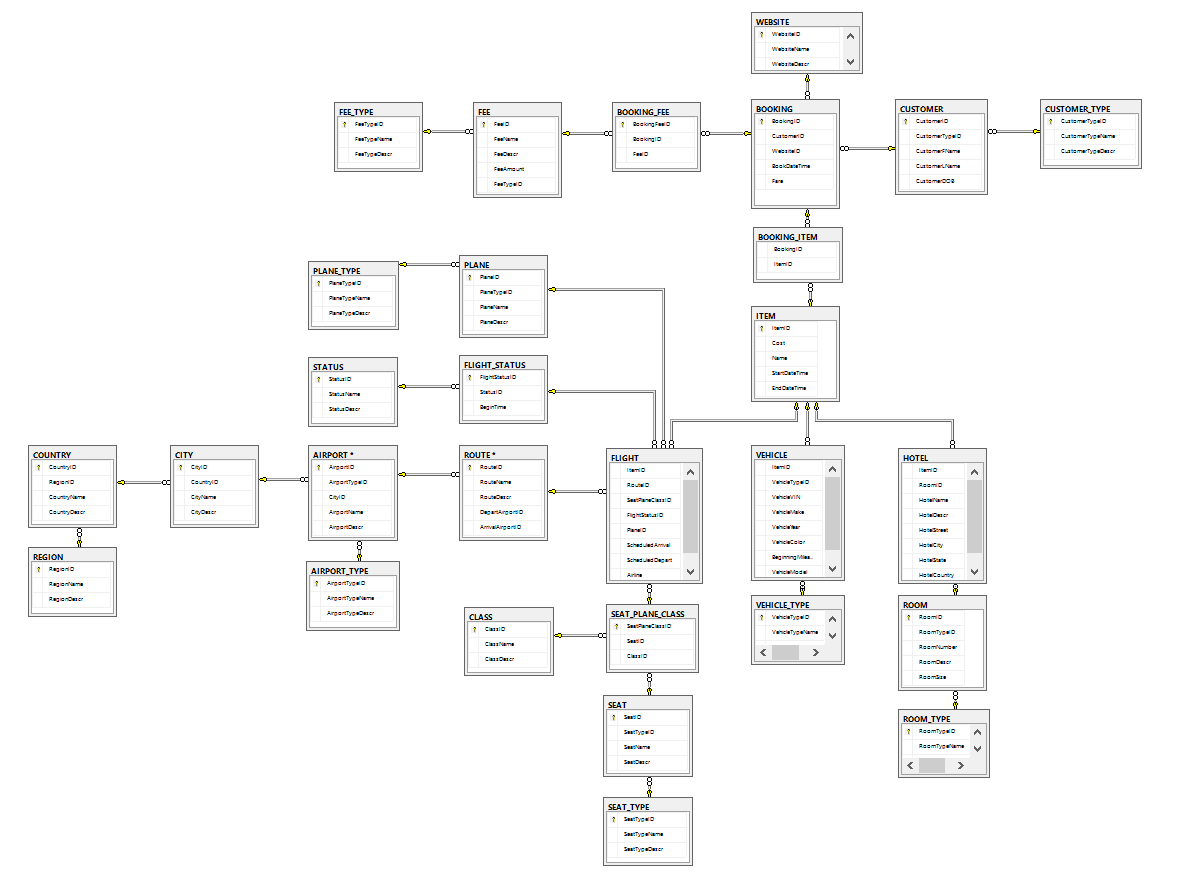 WEBSITE
WebsiteID
WebsiteName
WebsiteDescr
FEE_TYPE
FeeTypeID
FeeTypeName
FeeTypeDescr
FEE
FeeID
FeeName
FeeDescr
FeeAmount
FeeTypeID
BOOKING_FEE
BookingFeeID
BookingID
FeeID
BOOKING
BookingID
CustomerID
WebsiteID
BookDateTime
Fare
CUSTOMER
CustomerID
CustomerTypeID
CustomerFName
CustomerLName
CustomerDOB
CUSTOMER_TYPE
CustomerTypeID
CustomerTypeName
CustomerTypeDescr
BOOKING_ITEM
BookingID
ItemID
PLANE_TYPE
PlaneTypeID
PlaneTypeName
PlaneTypeDescr
PLANE
PlaneID
PlaneTypeID
PlaneName
PlaneDescr
ITEM
ItemID
Cost
Name
StartDateTime
EndDateTime
STATUS
StatusID
StatusName
StatusDescr
FLIGHT_STATUS
FlightStatusID
StatusID
BeginTime
COUNTRY
CountryID
RegionID
CountryName
CountryDescr
CITY
CityID
CountryID
CityName
CityDescr
AIRPORT *
AirportID
AirportTypeID
CityID
AirportName
AirportDescr
ROUTE *
RouteID
RouteName
RouteDescr
DepartAirportID
ArrivalAirportID
FLIGHT
ItemID
RouteID
SeatPlaneClassID
FlightStatusID
PlaneID
ScheduledArrival
ScheduledDepart
Airline
VEHICLE
ItemID
VehicleTypeID
VehicleVIN
VehicleMake
VehicleYear
VehicleColor
BeginningMilea...
VehicleModel
HOTEL
ItemID
RoomID
HotelName
HotelDescr
HotelStreet
HotelCity
HotelState
HotelCountry
REGION
RegionID
RegionName
RegionDescr
AIRPORT_TYPE
AirportTypeID
AirportTypeName
AirportTypeDescr
CLASS
ClassID
ClassName
ClassDescr
SEAT_PLANE_CLASS
SeatPlaneClassID
SeatID
ClassID
VEHICLE_TYPE
VehicleTypeID
VehicleTypeName
ROOM
RoomID
RoomTypeID
RoomNumber
RoomDescr
RoomSize
SEAT
SeatID
SeatTypeID
SeatName
SeatDescr
ROOM_TYPE
RoomTypeID
RoomTypeName
SEAT_TYPE
SeatTypeID
SeatTypeName
SeatTypeDescr